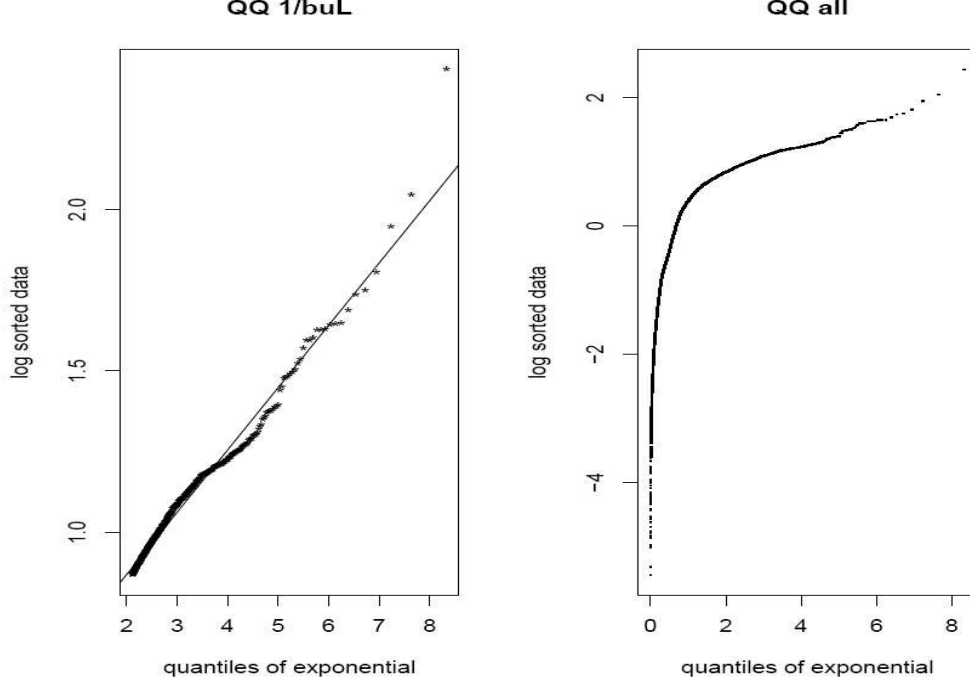 QQ 1/buL
log sorted data
2.0
1.5
1.0
2 3 4 5 6 7 8
quantiles of exponential
QQ all
log sorted data
2
0
−2
−4
0 2 4 6 8
quantiles of exponential